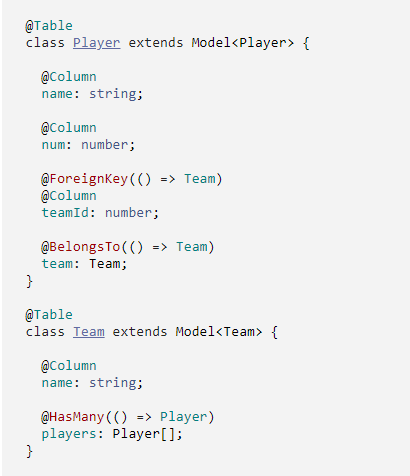 @Table
class Player extends Model<Player> {
@Column
name: string;
@Column
num: number;
@ForeignKey(() => Team)
@Column
teamId: number;
@BelongsTo(() => Team)
team: Team;
}
@Table
class Team extends Model<Team> {
@Column
name: string;
@HasMany(() => Player)
players: Player[];
}